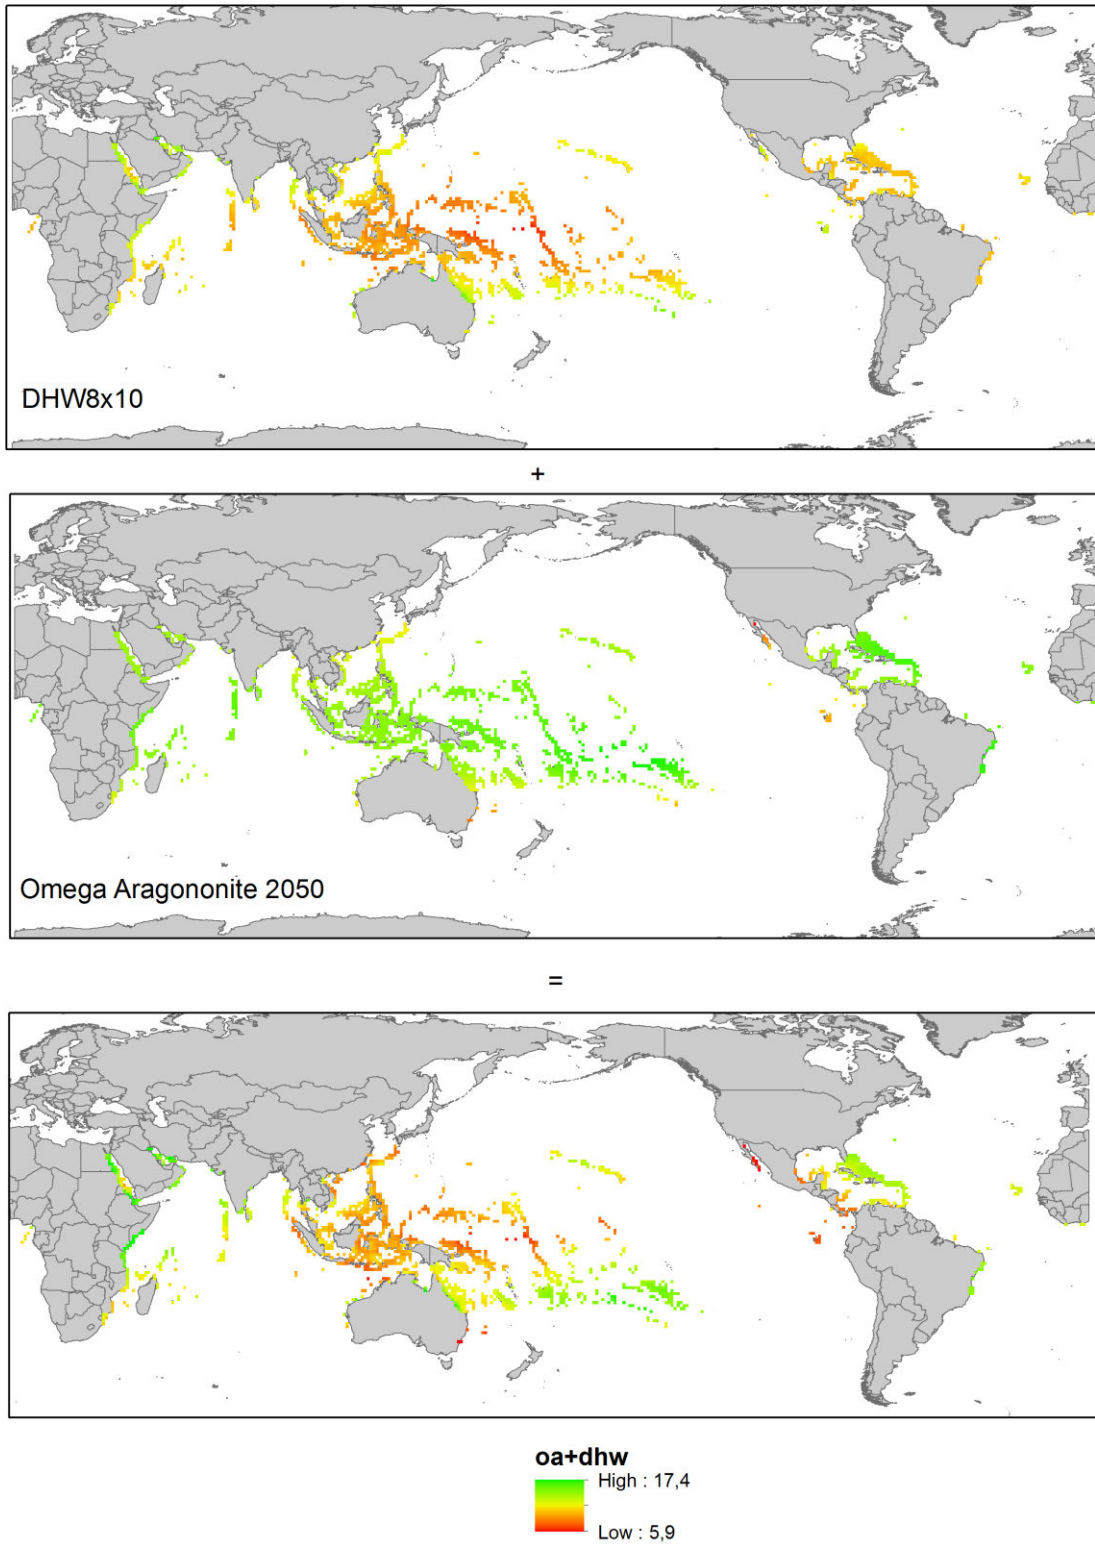 DHW8x10
+
Omega Aragononite 2050
=
oa+dhw
High : 17,4
Low : 5,9